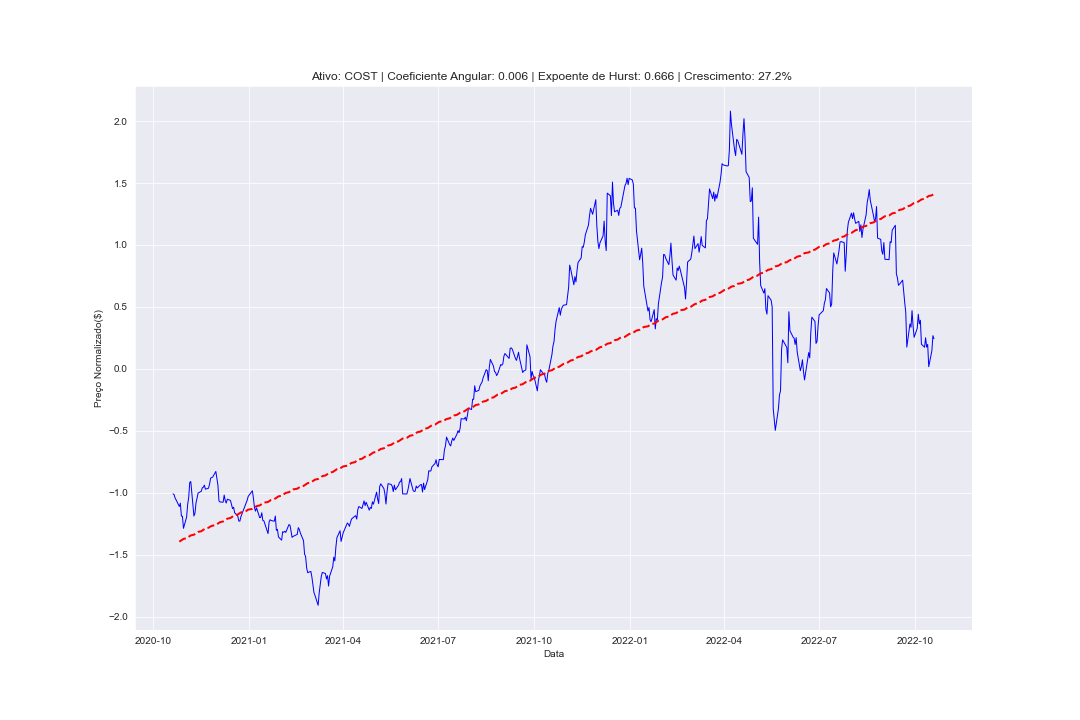 Ativo: COST | Coeficiente Angular: 0.006 | Expoente de Hurst: 0.666 | Crescimento: 27.2%
Preço Normalizado($)
2.0
1.5
1.0
0.5
0.0
−0.5
−1.0
−1.5
−2.0
2020-10 2021-01 2021-04 2021-07 2021-10 2022-01 2022-04 2022-07 2022-10
Data